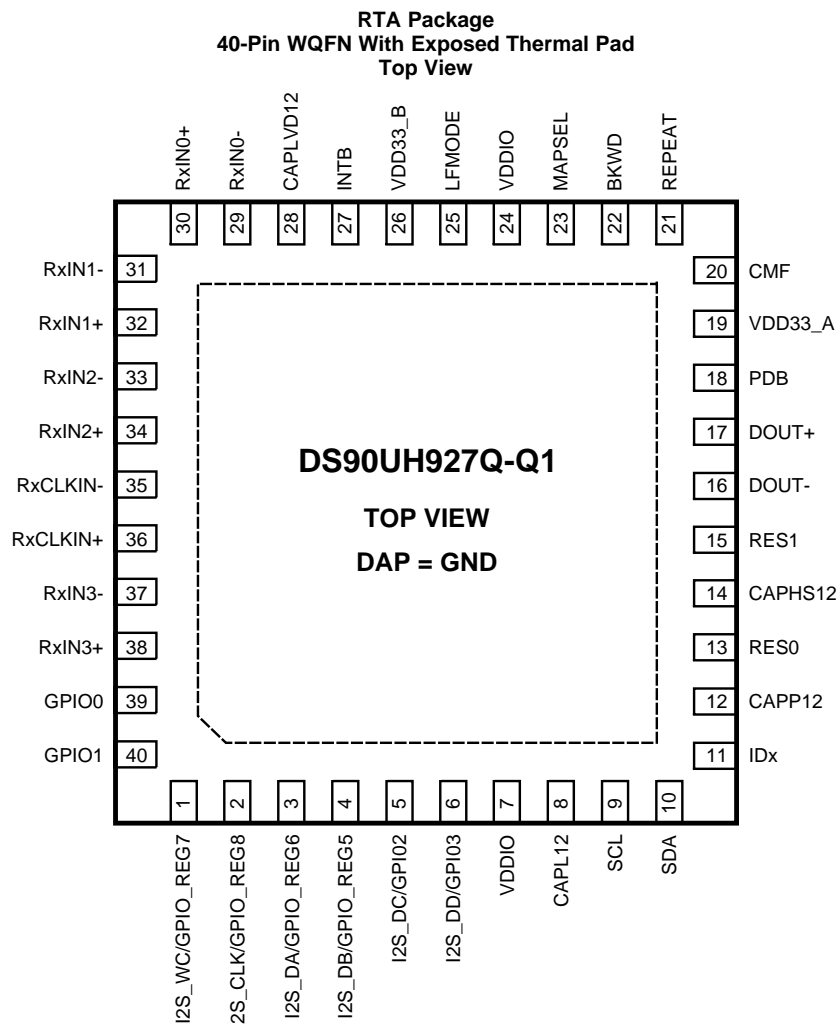 RTA Package
40-Pin WQFN With Exposed Thermal Pad
Top View
RxIN0+
RxIN0-
CAPLVD12
INTB
VDD33_B
LFMODE
VDDIO
MAPSEL
BKWD
REPEAT
30
29
28
27
26
25
24
23
22
21
RxIN1- 31
RxIN1+ 32
RxIN2- 33
RxIN2+ 34
RxCLKIN- 35
RxCLKIN+ 36
RxIN3- 37
RxIN3+ 38
GPIO0 39
GPIO1 40
DS90UH927Q-Q1
TOP VIEW
DAP = GND
20 CMF
19 VDD33_A
18 PDB
17 DOUT+
16 DOUT-
15 RES1
14 CAPHS12
13 RES0
12 CAPP12
11 IDx
1
2
3
4
5
6
7
8
9
10
I2S_WC/GPIO_REG7
2S_CLK/GPIO_REG8
I2S_DA/GPIO_REG6
I2S_DB/GPIO_REG5
I2S_DC/GPI02
I2S_DD/GPI03
VDDIO
CAPL12
SCL
SDA